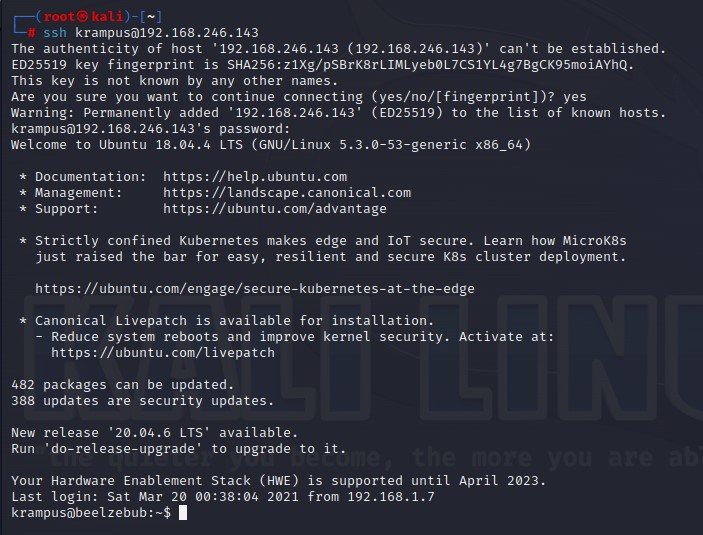 ┌──(root㉿kali)-[~]
└─# ssh krampus@192.168.246.143
The authenticity of host '192.168.246.143 (192.168.246.143)' can't be established.
ED25519 key fingerprint is SHA256:z1Xg/pSBrK8rLIMLyeb0L7CS1YL4g7BgCK95moiAYhQ.
This key is not known by any other names.
Are you sure you want to continue connecting (yes/no/[fingerprint])? yes
Warning: Permanently added '192.168.246.143' (ED25519) to the list of known hosts.
krampus@192.168.246.143's password:
Welcome to Ubuntu 18.04.4 LTS (GNU/Linux 5.3.0-53-generic x86_64)

 * Documentation:  https://help.ubuntu.com
 * Management:     https://landscape.canonical.com
 * Support:        https://ubuntu.com/advantage

 * Strictly confined Kubernetes makes edge and IoT secure. Learn how MicroK8s
   just raised the bar for easy, resilient and secure K8s cluster deployment.

   https://ubuntu.com/engage/secure-kubernetes-at-the-edge

 * Canonical Livepatch is available for installation.
   - Reduce system reboots and improve kernel security. Activate at:
     https://ubuntu.com/livepatch

482 packages can be updated.
388 updates are security updates.

New release '20.04.6 LTS' available.
Run 'do-release-upgrade' to upgrade to it.

Your Hardware Enablement Stack (HWE) is supported until April 2023.
Last login: Sat Mar 20 00:38:04 2021 from 192.168.1.7
krampus@beelzebub:~$
KALI LINU
"the quieter you become, the more you are ab